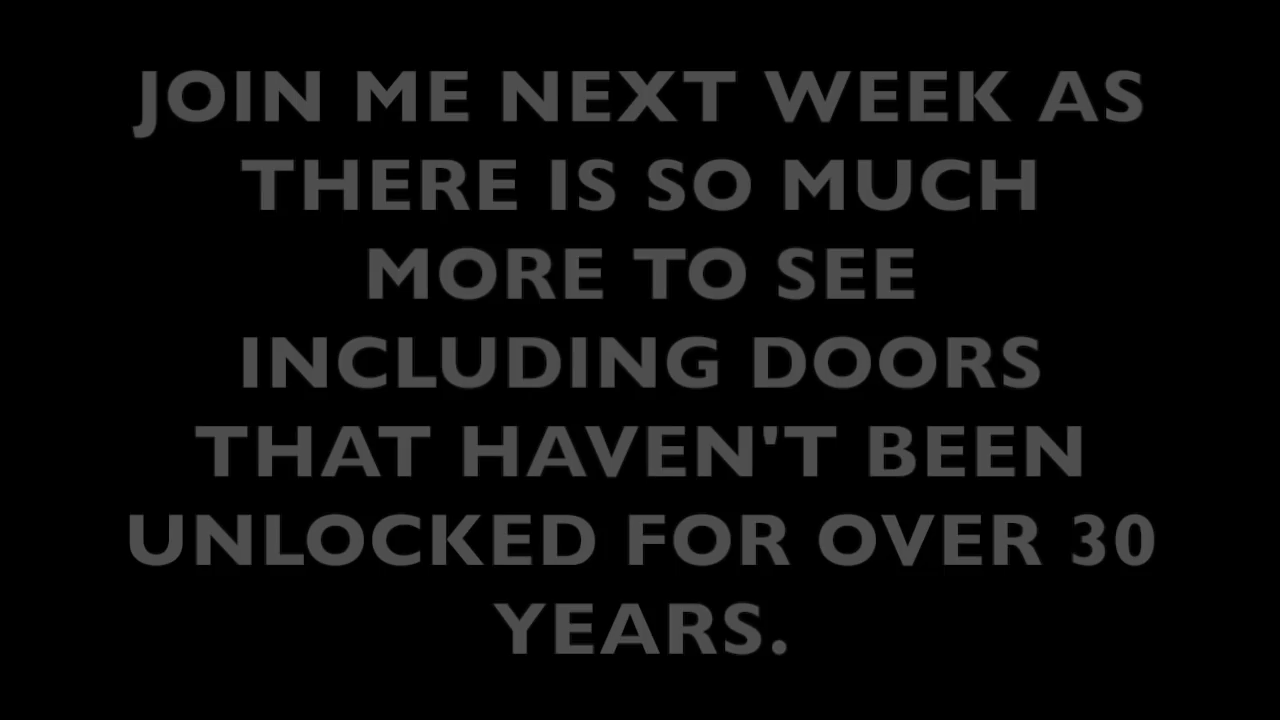 JOIN ME NEXT WEEK AS
THERE IS SO MUCH
MORE TO SEE
INCLUDING DOORS
THAT HAVEN'T BEEN
UNLOCKED FOR OVER 30
YEARS.